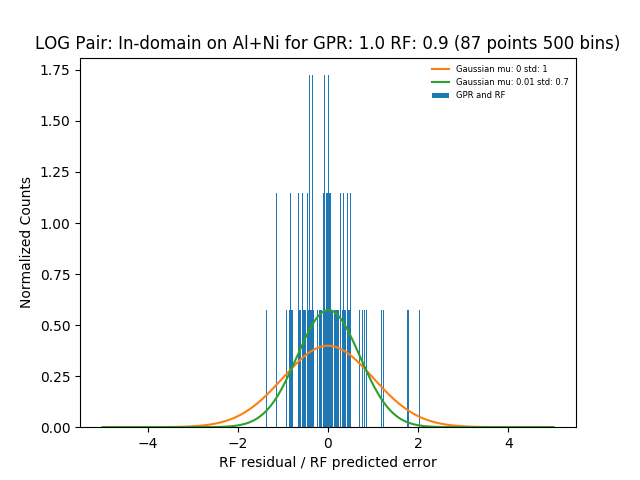 LOG Pair: In-domain on Al+Ni for GPR: 1.0 RF: 0.9 (87 points 500 bins)
1.75
1.50
1.25
1.00
0.75
0.50
0.25
0.00
Normalized Counts
Gaussian mu: 0 std: 1
Gaussian mu: 0.01 std: 0.7
GPR and RF
−4
−2
0
2
4
RF residual / RF predicted error